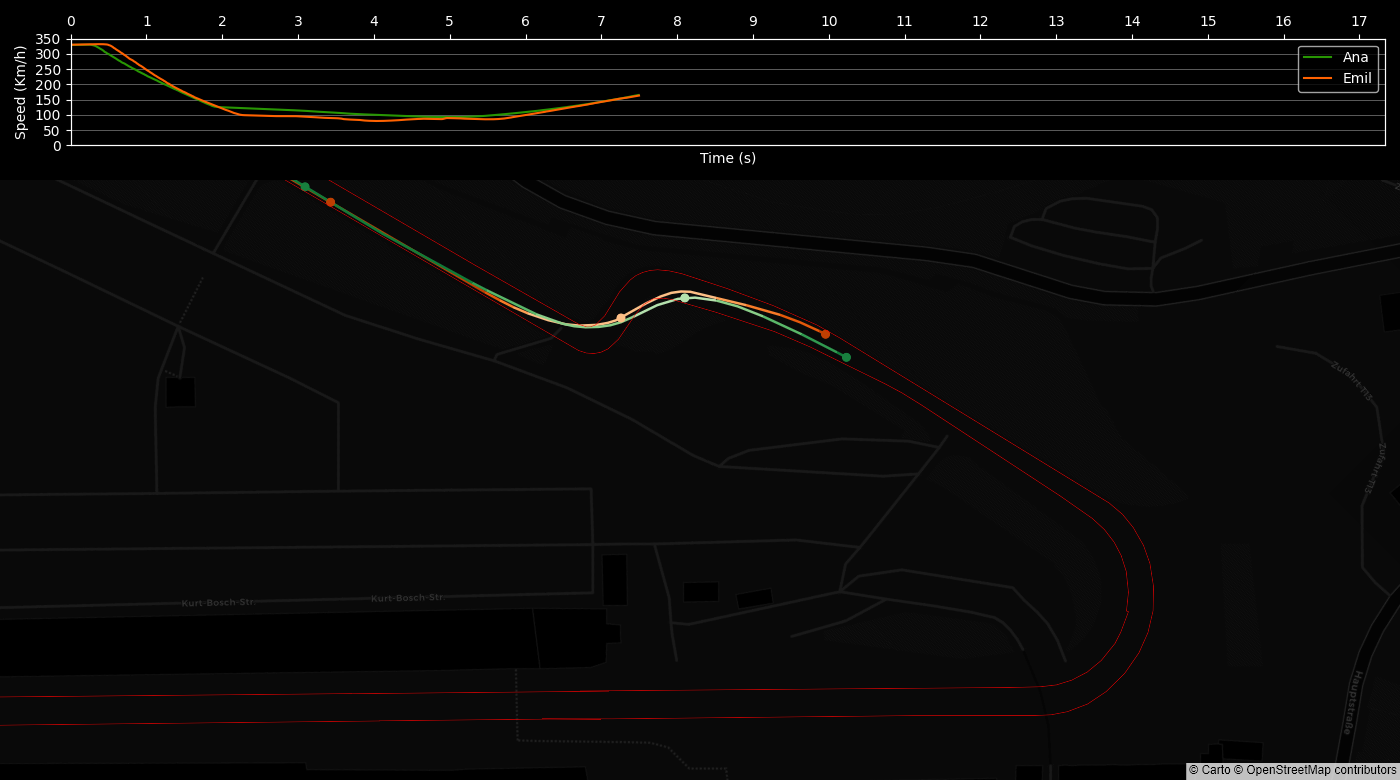 0 1 2 3 4 5 6 7 8 9 10 11 12 13 14 15 16 17
350
300
250
200
150
100
50
0
Speed (Km/h)
Ana
Emil
Time (s)
Zufahrt T15
Zufahrt T15
Kurt-Bosch-Str.
Kurt-Bosch-Str.
Hauptstraße
© Carto © OpenStreetMap contributors